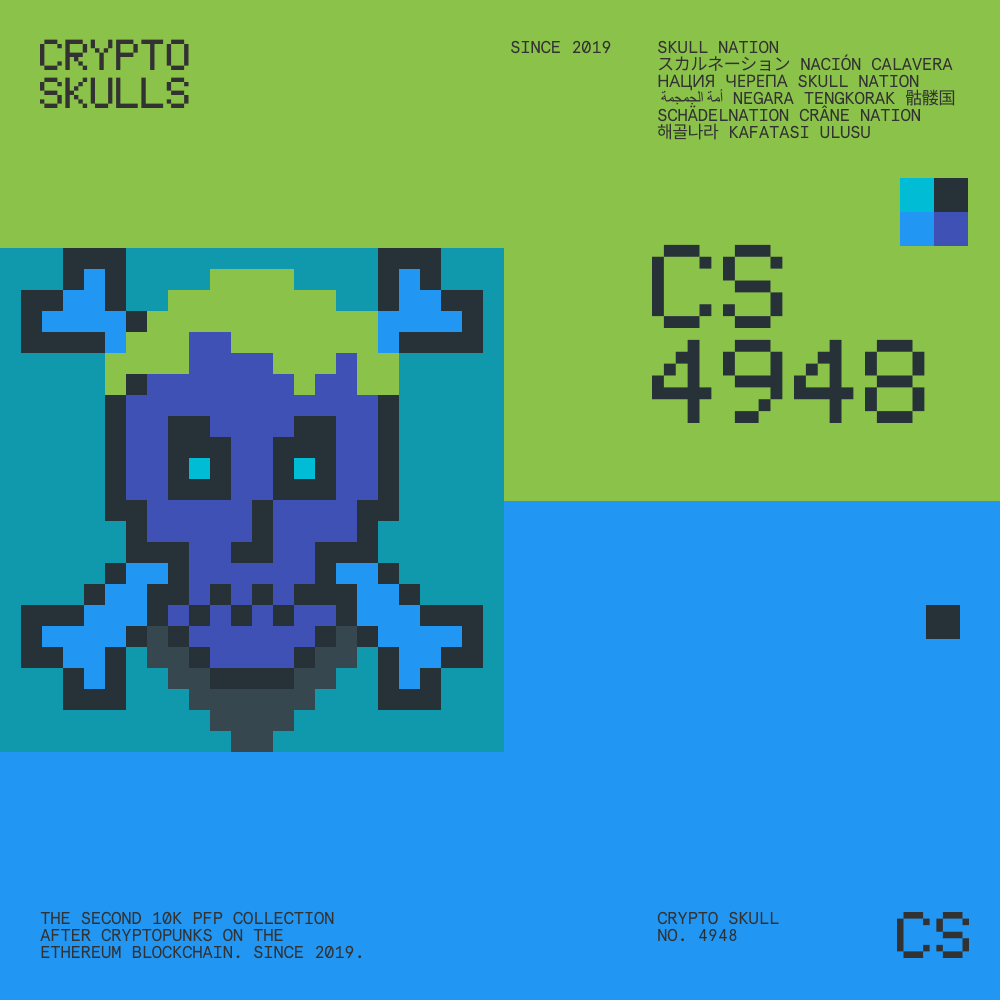 CRYPTO
SKULLS
SINCE 2019
SKULL NATION
スカルネーション NACIÓN CALAVERA
НАЦИЯ ЧЕРЕПА SKULL NATION
أمة الجمجمة NEGARA TENGKORAK 骷髅国
SCHÄDELNATION CRÂNE NATION
해골나라 KAFATASI ULUSU
CS
4948
THE SECOND 10K PFP COLLECTION
AFTER CRYPTOPUNKS ON THE
ETHEREUM BLOCKCHAIN. SINCE 2019.
CRYPTO SKULL
NO. 4948
CS